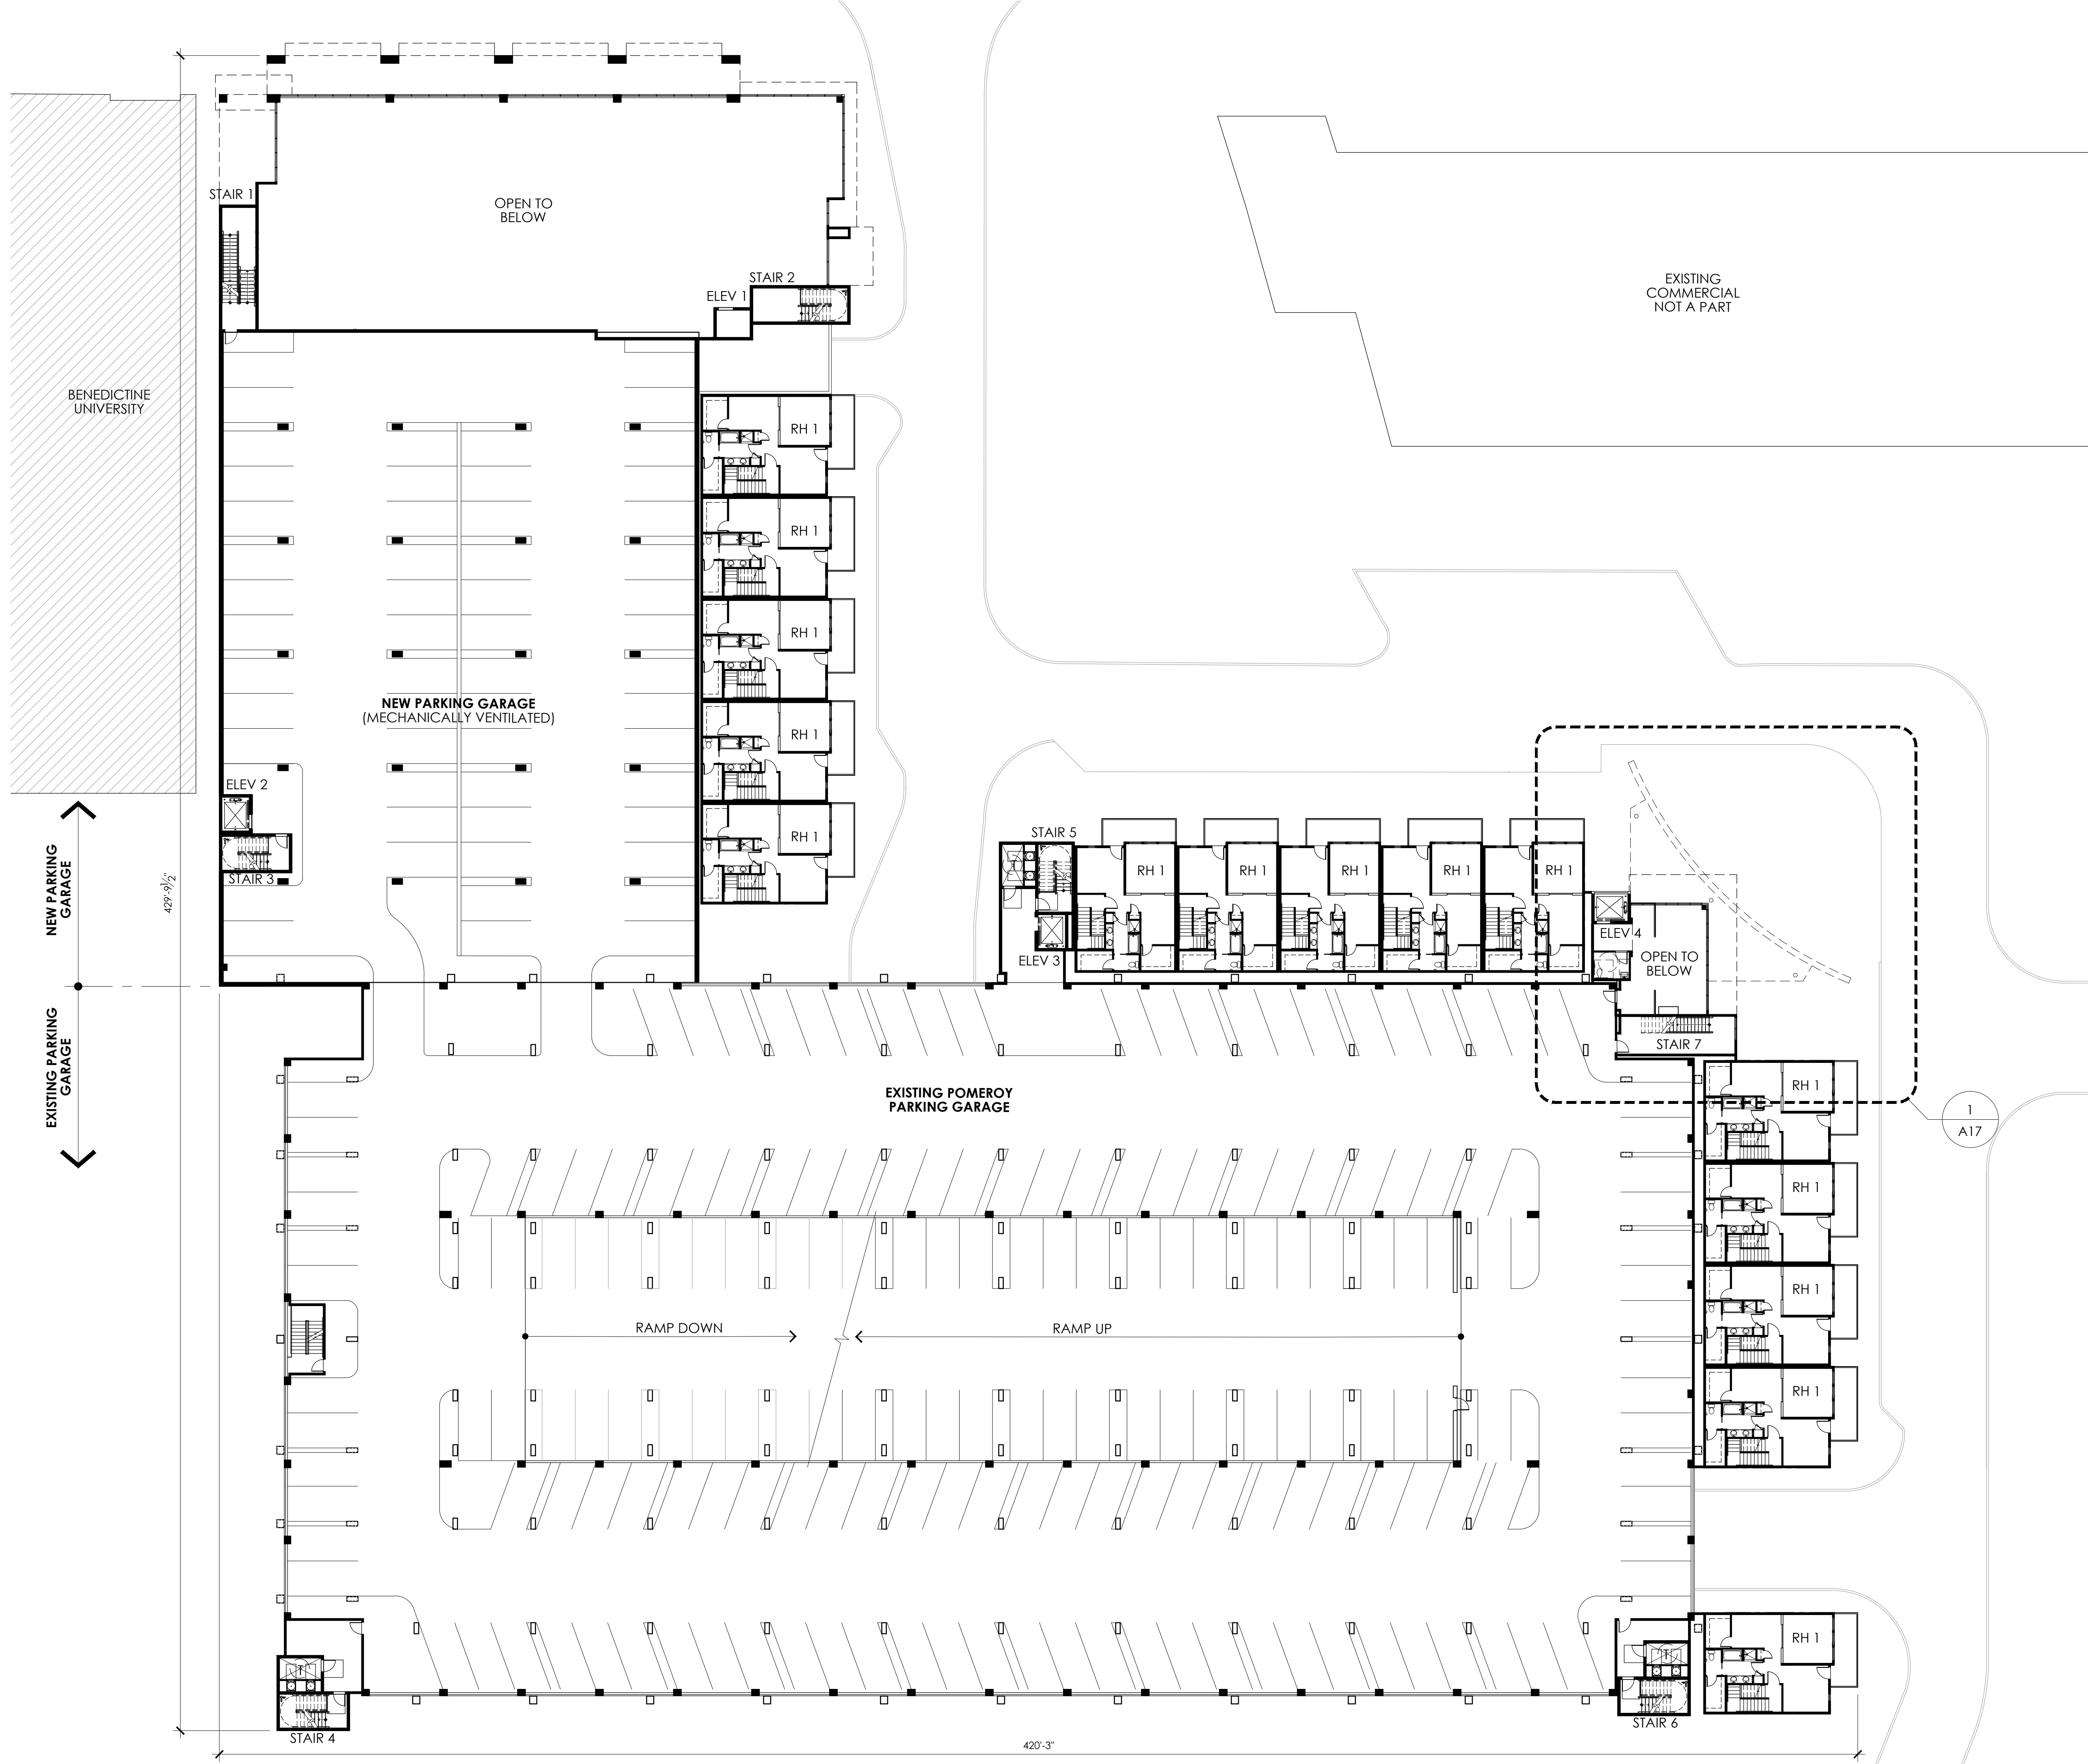 STAIR 1
OPEN TO
BELOW
STAIR 2
ELEV 1
EXISTING
COMMERCIAL
NOT A PART
BENEDICTINE
UNIVERSITY
RH 1
RH 1
RH 1
RH 1
RH 1
NEW PARKING GARAGE
(MECHANICALLY VENTILATED)
ELEV 2
STAIR 3
NEW PARKING
GARAGE
429'-9½"
EXISTING PARKING
GARAGE
STAIR 5
RH 1
RH 1
RH 1
RH 1
RH 1
ELEV 3
ELEV 4
OPEN TO
BELOW
STAIR 7
EXISTING POMEROY
PARKING GARAGE
RH 1
1
A17
RH 1
RH 1
RH 1
RAMP DOWN
RAMP UP
RH 1
STAIR 4
STAIR 6
420'-3"